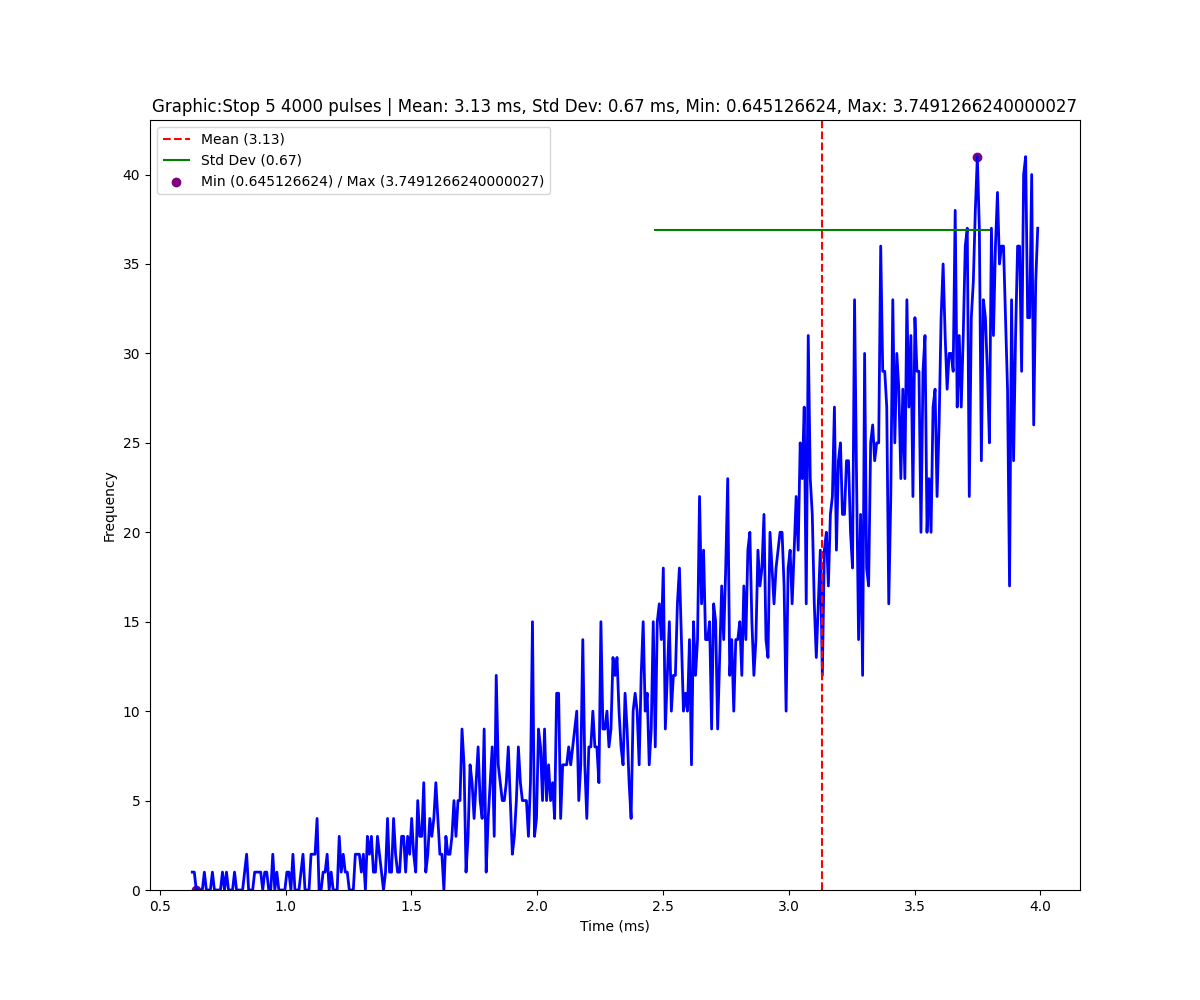 Graphic:Stop 5 4000 pulses | Mean: 3.13 ms, Std Dev: 0.67 ms, Min: 0.645126624, Max: 3.7491266240000027
Mean (3.13)
Std Dev (0.67)
Min (0.645126624) / Max (3.7491266240000027)
40
35
30
25
20
15
10
5
0
Frequency
0.5 1.0 1.5 2.0 2.5 3.0 3.5 4.0
Time (ms)